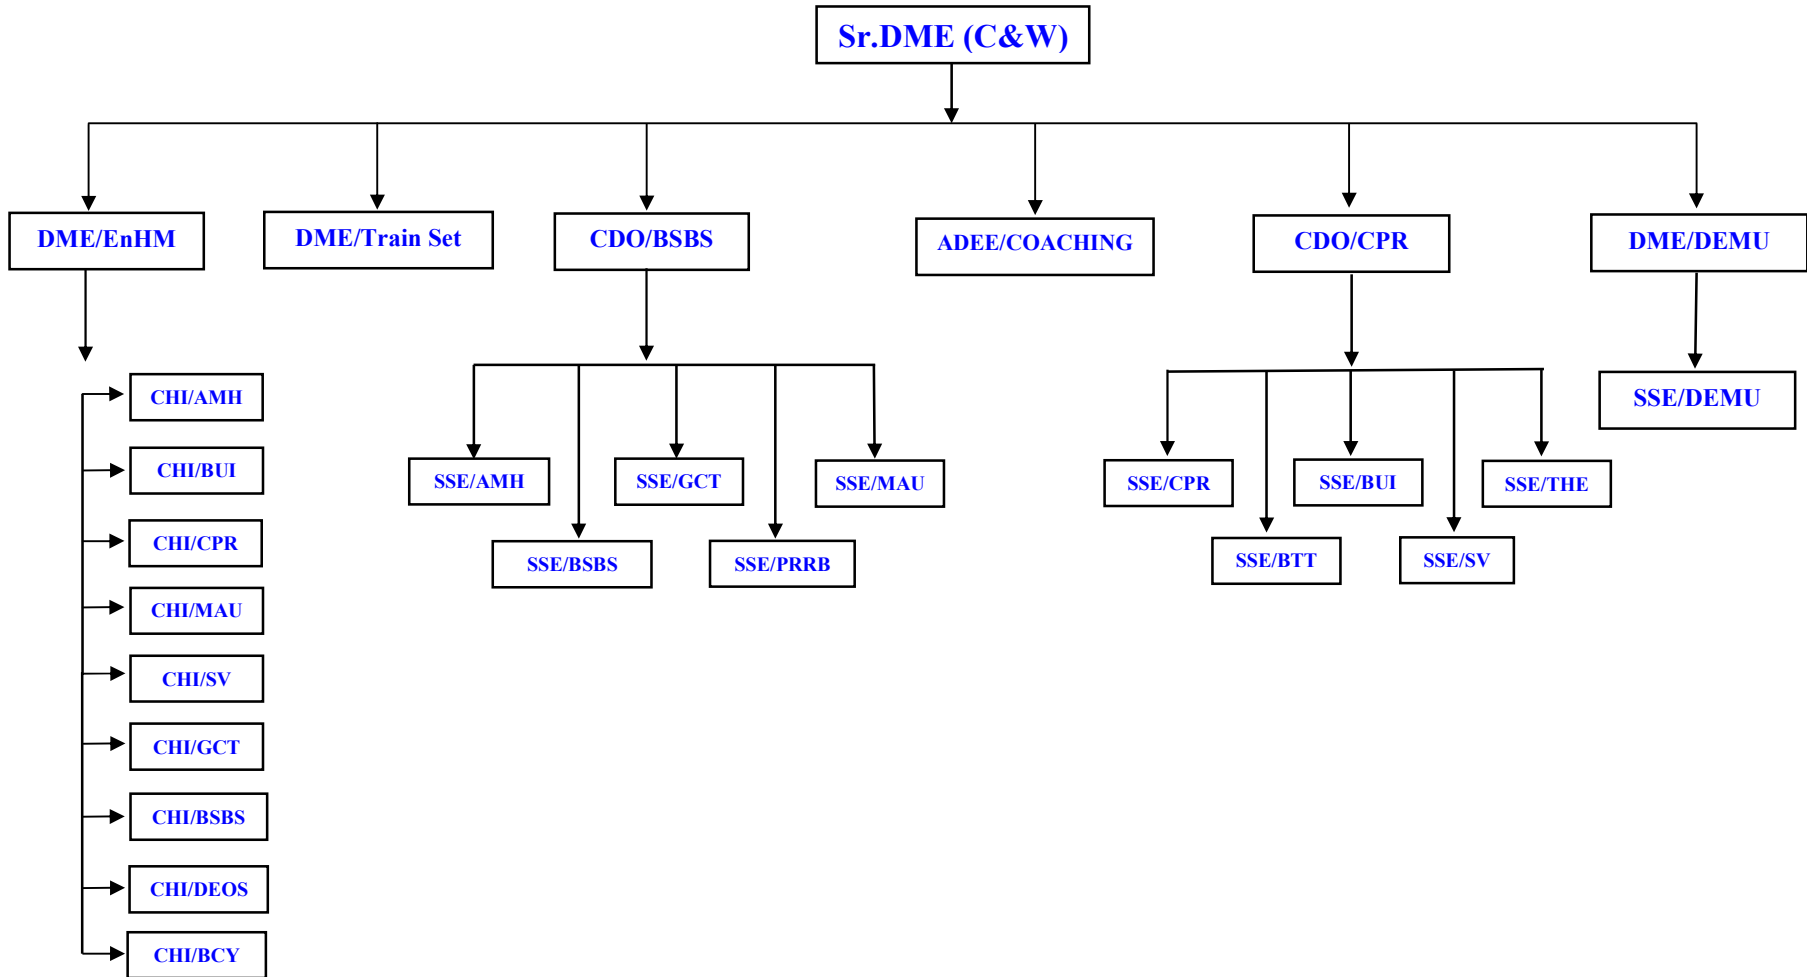 Sr.DME (C&W)
DME/EnHM
DME/Train Set
CDO/BSBS
ADEE/COACHING
CDO/CPR
DME/DEMU
CHI/AMH
CHI/BUI
CHI/CPR
CHI/MAU
CHI/SV
CHI/GCT
CHI/BSBS
CHI/DEOS
CHI/BCY
SSE/AMH
SSE/GCT
SSE/MAU
SSE/BSBS
SSE/PRRB
SSE/CPR
SSE/BUI
SSE/THE
SSE/BTT
SSE/SV
SSE/DEMU